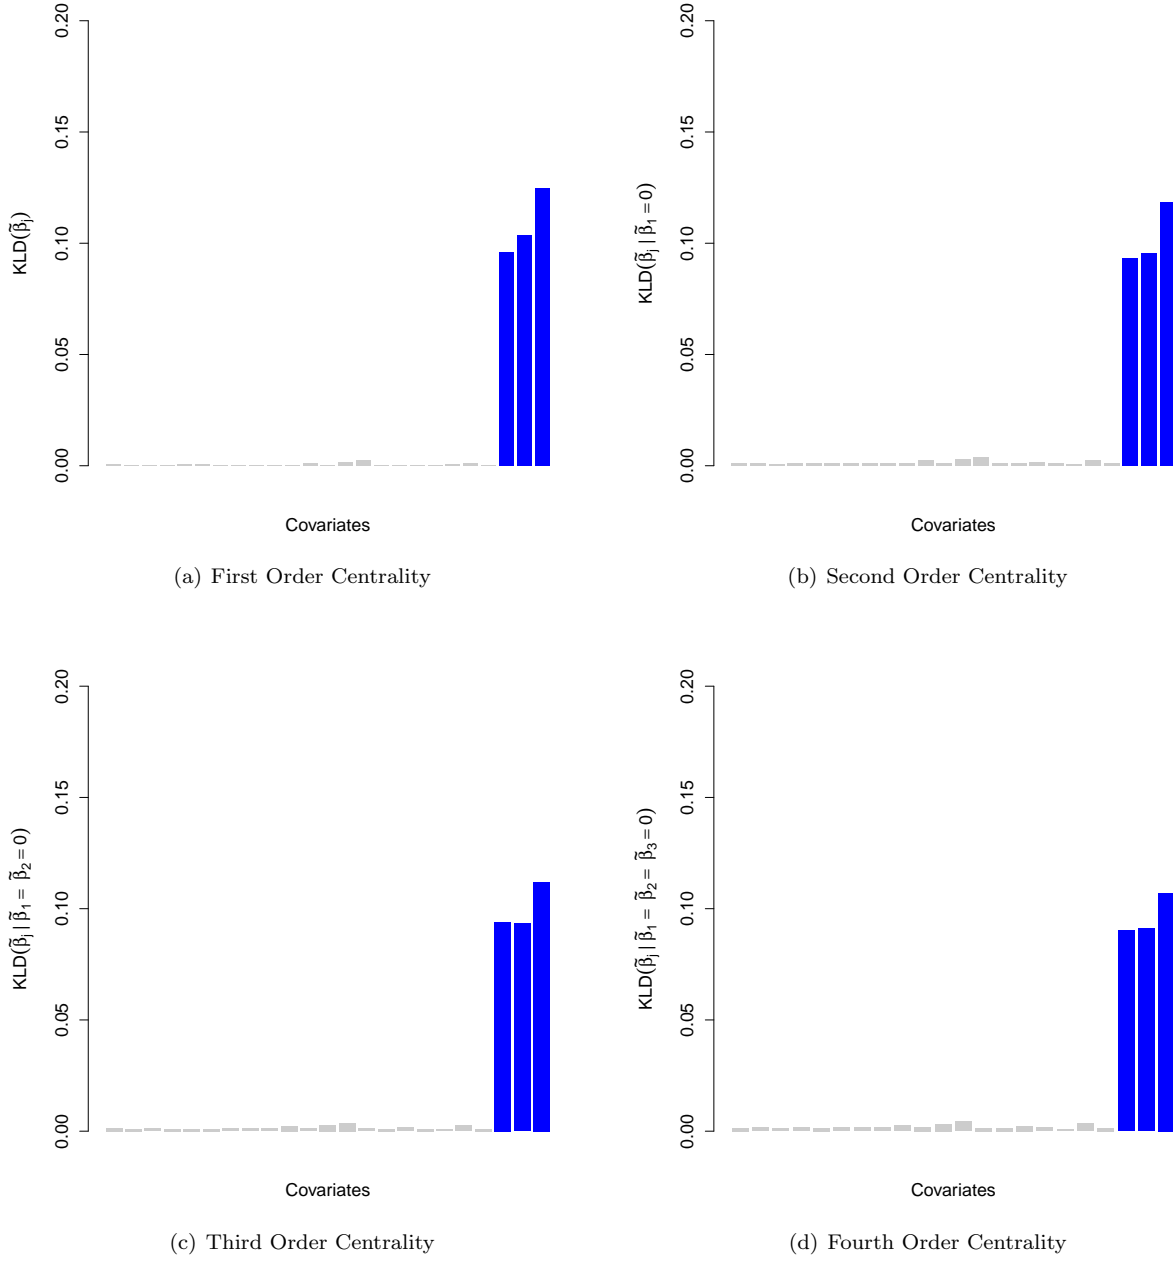 0.20
0.15
0.10
0.05
0.00
KLD(β̃j)
Covariates
(a) First Order Centrality
0.20
0.15
0.10
0.05
0.00
KLD(β̃j | β̃1 = 0)
Covariates
(b) Second Order Centrality
0.20
0.15
0.10
0.05
0.00
KLD(β̃j | β̃1 = β̃2 = 0)
Covariates
(c) Third Order Centrality
0.20
0.15
0.10
0.05
0.00
KLD(β̃j | β̃1 = β̃2 = β̃3 = 0)
Covariates
(d) Fourth Order Centrality